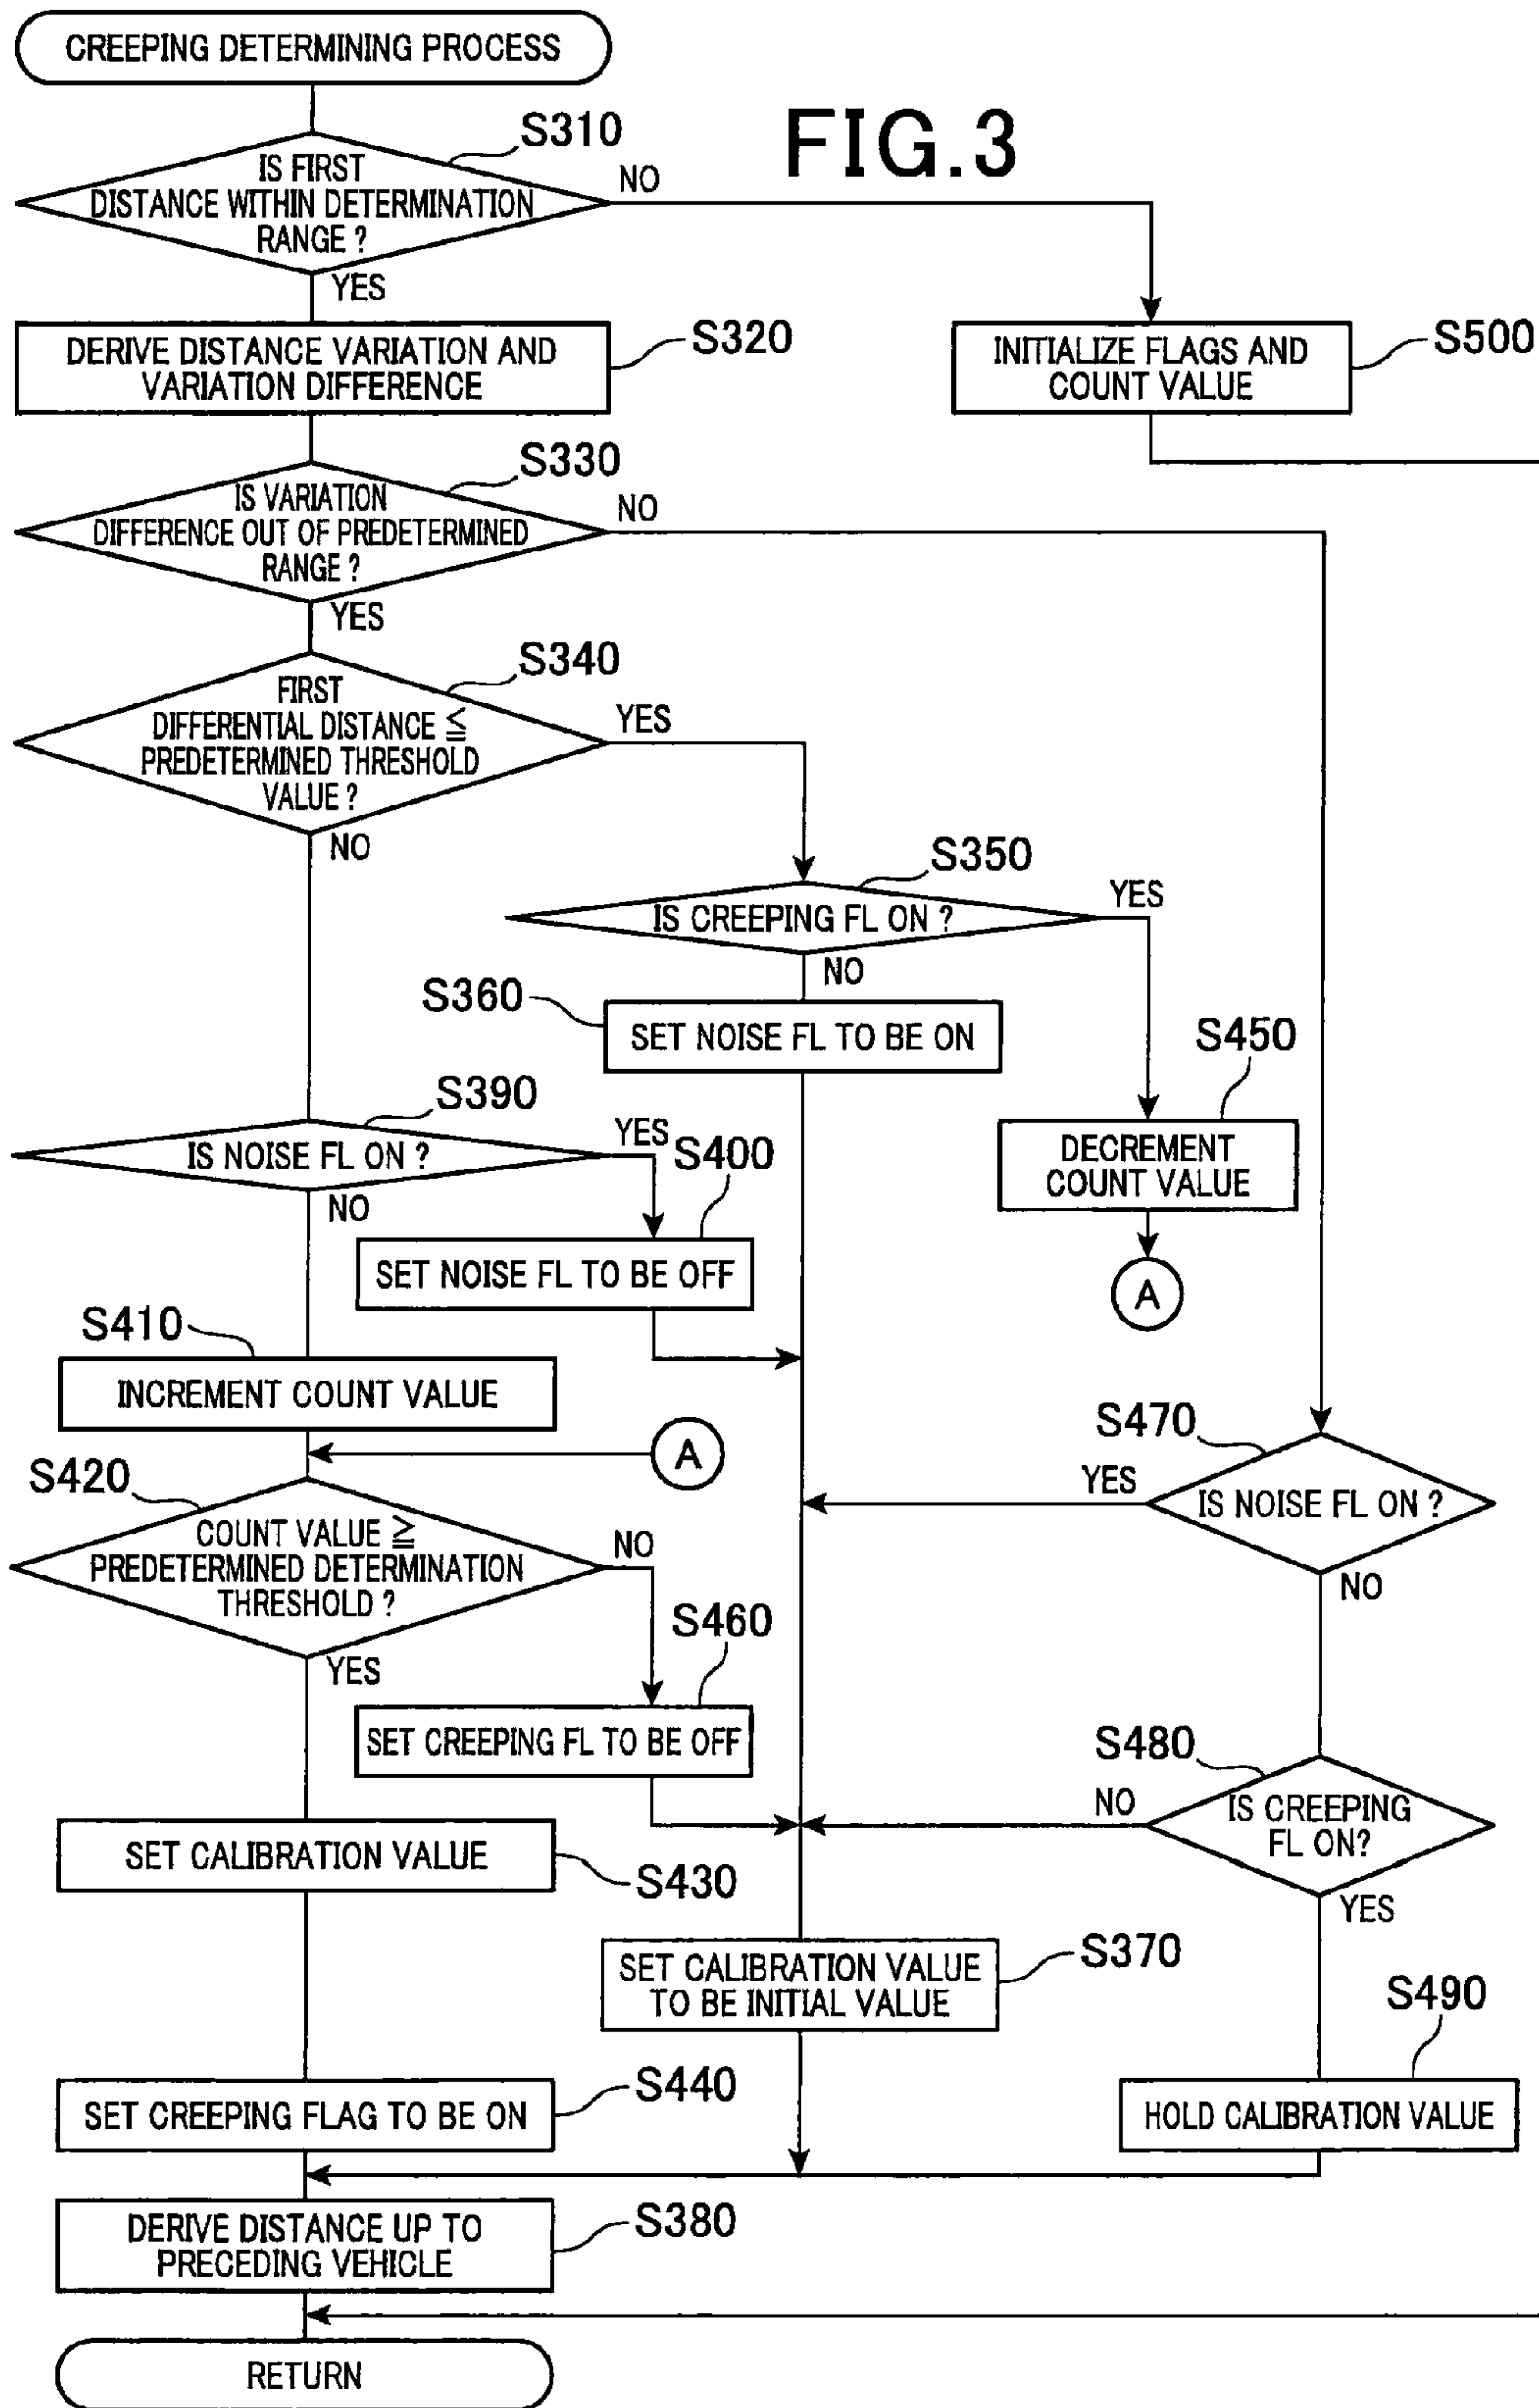 CREEPING DETERMINING PROCESS
FIG.3
S310
IS FIRST
DISTANCE WITHIN DETERMINATION
RANGE ?
NO
YES
DERIVE DISTANCE VARIATION AND
VARIATION DIFFERENCE
S320
INITIALIZE FLAGS AND
COUNT VALUE
S500
S330
IS VARIATION
DIFFERENCE OUT OF PREDETERMINED
RANGE ?
NO
YES
S340
FIRST
DIFFERENTIAL DISTANCE ≦
PREDETERMINED THRESHOLD
VALUE ?
YES
NO
S350
IS CREEPING FL ON ?
YES
NO
S360
SET NOISE FL TO BE ON
S450
DECREMENT
COUNT VALUE
A
S390
IS NOISE FL ON ?
YES
NO
S400
SET NOISE FL TO BE OFF
S410
INCREMENT COUNT VALUE
A
S470
IS NOISE FL ON ?
YES
NO
S420
COUNT VALUE ≧
PREDETERMINED DETERMINATION
THRESHOLD ?
NO
YES
S460
SET CREEPING FL TO BE OFF
S480
IS CREEPING
FL ON?
NO
YES
SET CALIBRATION VALUE
S430
SET CALIBRATION VALUE
TO BE INITIAL VALUE
S370
S490
HOLD CALIBRATION VALUE
SET CREEPING FLAG TO BE ON
S440
DERIVE DISTANCE UP TO
PRECEDING VEHICLE
S380
RETURN